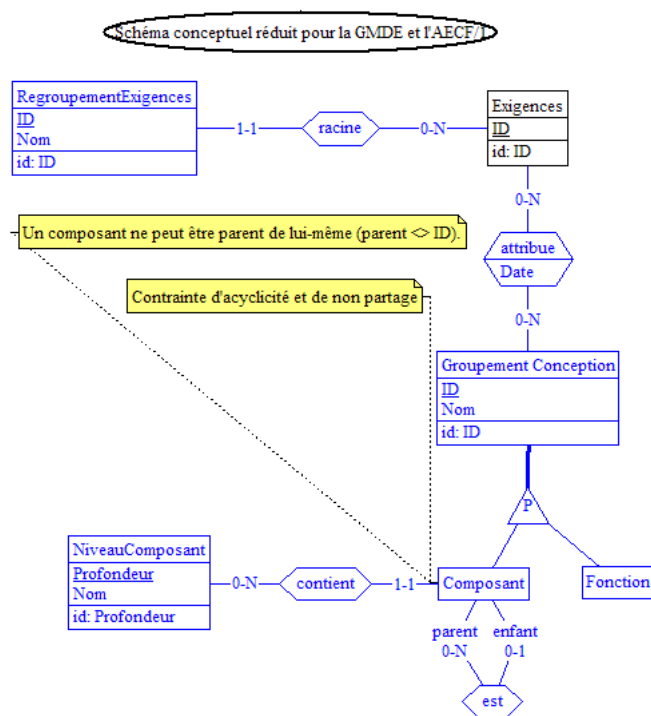 Schéma conceptuel réduit pour la GMDE et l'AECF/1
RegroupementExigences
ID
Nom
id: ID
1-1
racine
0-N
Exigences
ID
id: ID
0-N
Un composant ne peut être parent de lui-même (parent <> ID).
attribue
Date
Contrainte d'acyclicité et de non partage
0-N
Groupement Conception
ID
Nom
id: ID
P
NiveauComposant
Profondeur
Nom
id: Profondeur
0-N
contient
1-1
Composant
Fonction
parent
0-N
enfant
0-1
est